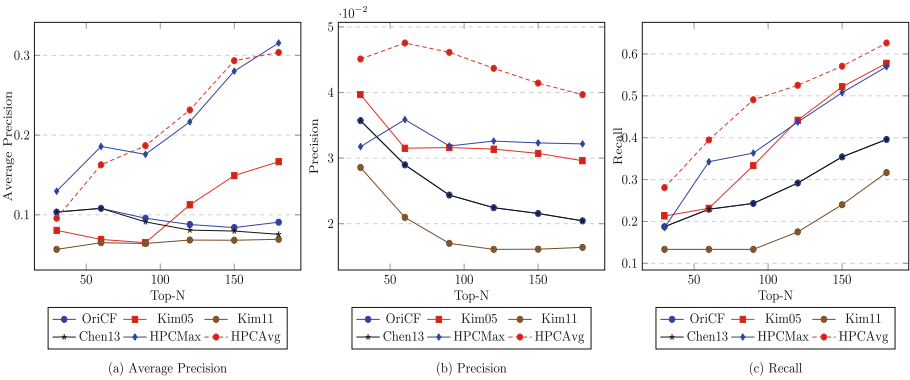 0.3
0.2
0.1
Average Precision
50 100 150
Top-N
OriCF Kim05 Kim11
Chen13 HPCMax HPCAvg
(a) Average Precision
·10⁻²
5
4
3
2
Precision
50 100 150
Top-N
OriCF Kim05 Kim11
Chen13 HPCMax HPCAvg
(b) Precision
0.6
0.5
0.4
0.3
0.2
0.1
Recall
50 100 150
Top-N
OriCF Kim05 Kim11
Chen13 HPCMax HPCAvg
(c) Recall